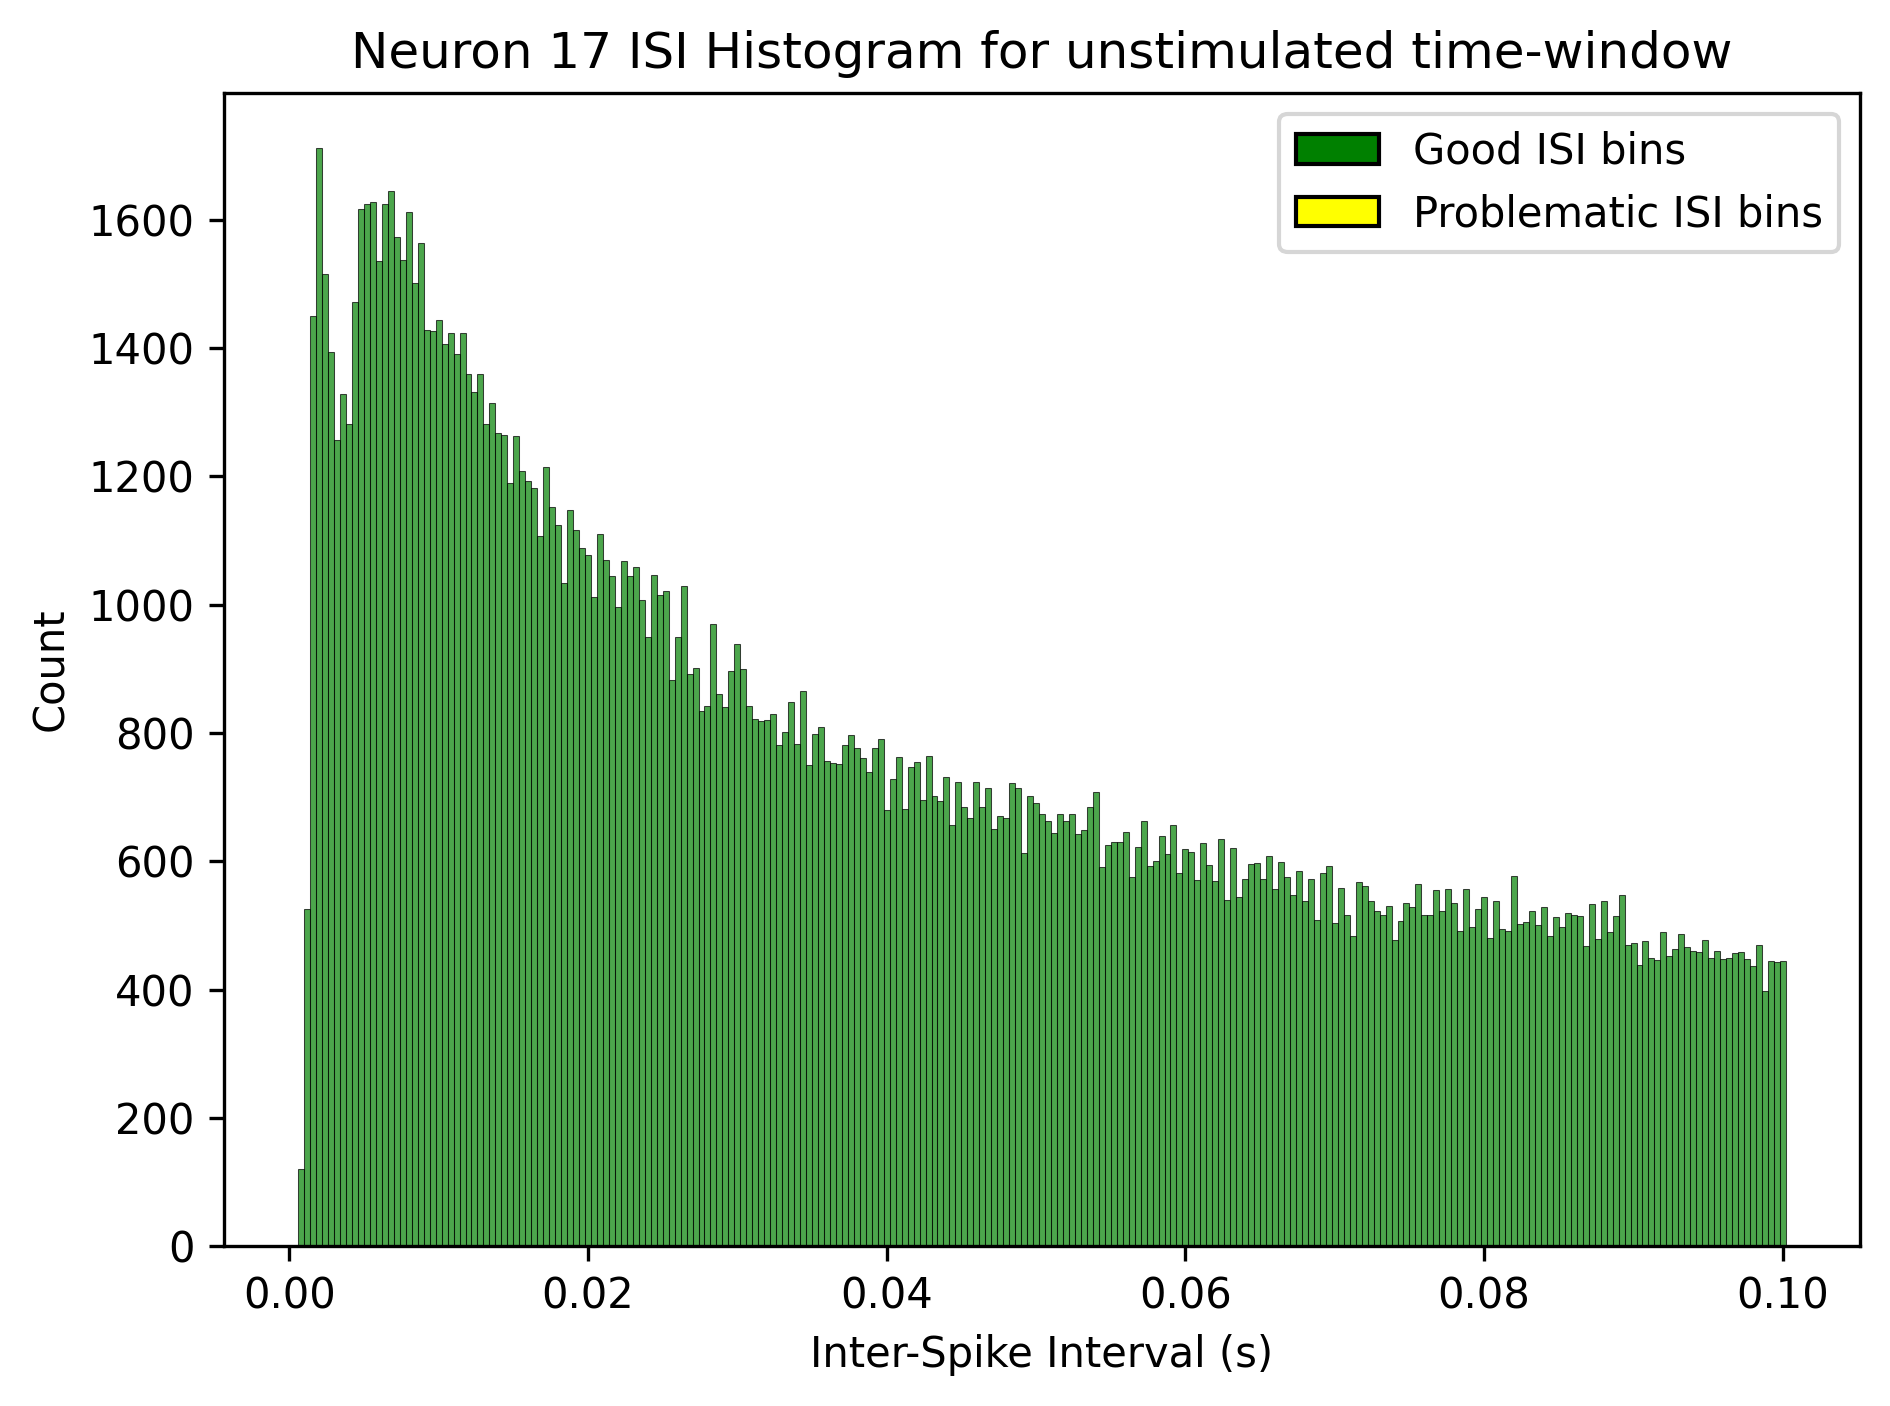 Neuron 17 ISI Histogram for unstimulated time-window
Good ISI bins
Problematic ISI bins
Count
1600
1400
1200
1000
800
600
400
200
0
0.00 0.02 0.04 0.06 0.08 0.10
Inter-Spike Interval (s)